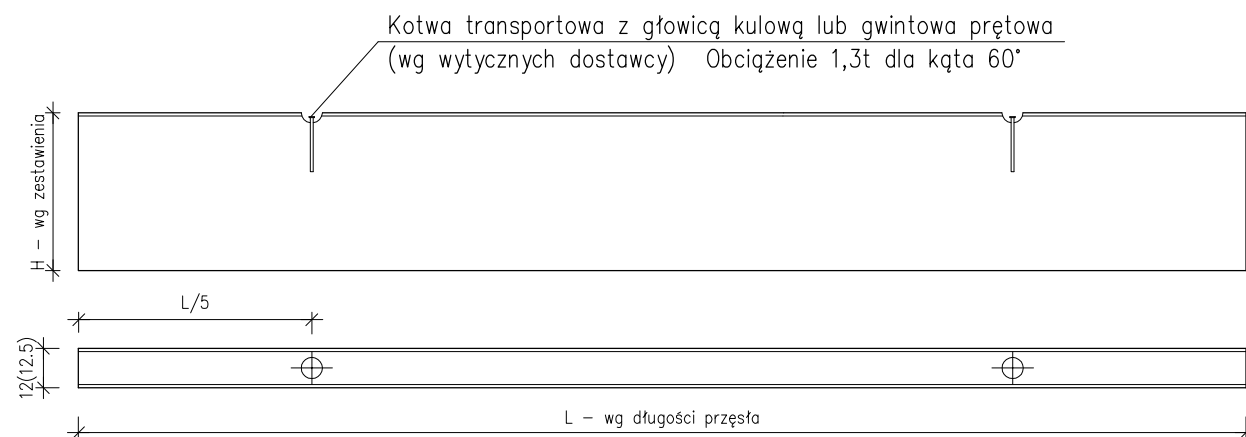 Kotwa transportowa z głowicą kulową lub gwintowa prętowa
(wg wytycznych dostawcy) Obciążenie 1,3t dla kąta 60°
H – wg zestawienia
L/5
12(12.5)
L – wg długości przęsła